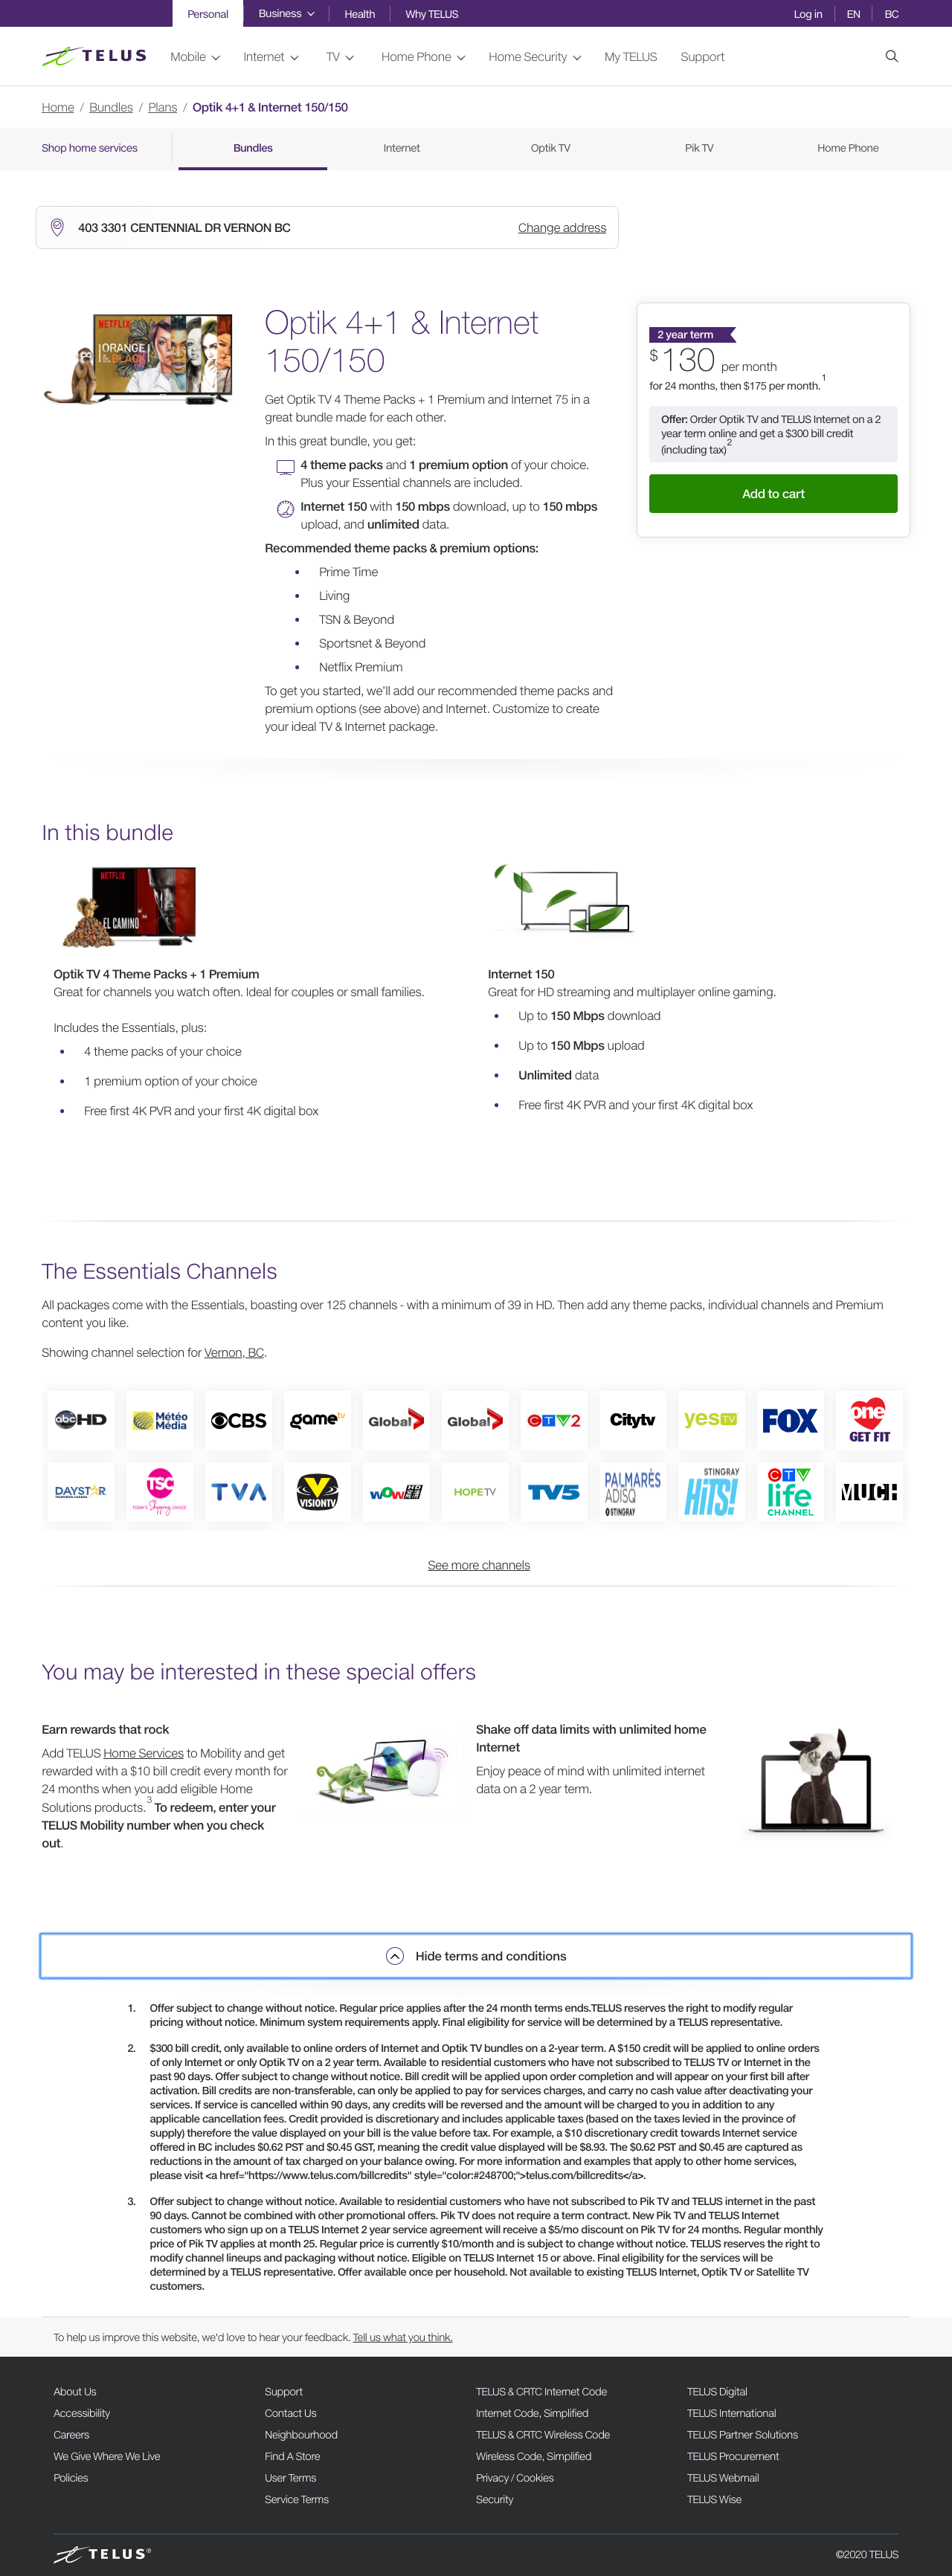 Personal Business Health Why TELUS Log in EN BC
TELUS Mobile Internet TV Home Phone Home Security My TELUS Support
Home / Bundles / Plans / Optik 4+1 & Internet 150/150
Shop home services Bundles Internet Optik TV Pik TV Home Phone
403 3301 CENTENNIAL DR VERNON BC Change address
NETFLIX
ORANGE
BLACK
Optik 4+1 & Internet
150/150
Get Optik TV 4 Theme Packs + 1 Premium and Internet 75 in a
great bundle made for each other.
In this great bundle, you get:
4 theme packs and 1 premium option of your choice.
Plus your Essential channels are included.
Internet 150 with 150 mbps download, up to 150 mbps
upload, and unlimited data.
Recommended theme packs & premium options:
• Prime Time
• Living
• TSN & Beyond
• Sportsnet & Beyond
• Netflix Premium
To get you started, we'll add our recommended theme packs and
premium options (see above) and Internet. Customize to create
your ideal TV & Internet package.
2 year term
$130 per month
for 24 months, then $175 per month.1
Offer: Order Optik TV and TELUS Internet on a 2
year term online and get a $300 bill credit
(including tax)2
Add to cart
In this bundle
NETFLIX
EL CAMINO
Optik TV 4 Theme Packs + 1 Premium
Great for channels you watch often. Ideal for couples or small families.
Includes the Essentials, plus:
• 4 theme packs of your choice
• 1 premium option of your choice
• Free first 4K PVR and your first 4K digital box
Internet 150
Great for HD streaming and multiplayer online gaming.
• Up to 150 Mbps download
• Up to 150 Mbps upload
• Unlimited data
• Free first 4K PVR and your first 4K digital box
The Essentials Channels
All packages come with the Essentials, boasting over 125 channels - with a minimum of 39 in HD. Then add any theme packs, individual channels and Premium
content you like.
Showing channel selection for Vernon, BC.
abc HD Météo Média CBS gametv Global Global CTV2 Citytv yes TV FOX one GET FIT
DAYSTAR TSC TODAY'S Shopping CHOICE TVA VISIONTV WOW HD HOPETV TV5 PALMARÈS ADISQ STINGRAY STINGRAY HITS! CTV life CHANNEL MUCH
See more channels
You may be interested in these special offers
Earn rewards that rock
Add TELUS Home Services to Mobility and get
rewarded with a $10 bill credit every month for
24 months when you add eligible Home
Solutions products.3 To redeem, enter your
TELUS Mobility number when you check
out.
Shake off data limits with unlimited home
Internet
Enjoy peace of mind with unlimited internet
data on a 2 year term.
Hide terms and conditions
1. Offer subject to change without notice. Regular price applies after the 24 month terms ends.TELUS reserves the right to modify regular
pricing without notice. Minimum system requirements apply. Final eligibility for service will be determined by a TELUS representative.
2. $300 bill credit, only available to online orders of Internet and Optik TV bundles on a 2-year term. A $150 credit will be applied to online orders
of only Internet or only Optik TV on a 2 year term. Available to residential customers who have not subscribed to TELUS TV or Internet in the
past 90 days. Offer subject to change without notice. Bill credit will be applied upon order completion and will appear on your first bill after
activation. Bill credits are non-transferable, can only be applied to pay for services charges, and carry no cash value after deactivating your
services. If service is cancelled within 90 days, any credits will be reversed and the amount will be charged to you in addition to any
applicable cancellation fees. Credit provided is discretionary and includes applicable taxes (based on the taxes levied in the province of
supply) therefore the value displayed on your bill is the value before tax. For example, a $10 discretionary credit towards Internet service
offered in BC includes $0.62 PST and $0.45 GST, meaning the credit value displayed will be $8.93. The $0.62 PST and $0.45 are captured as
reductions in the amount of tax charged on your balance owing. For more information and examples that apply to other home services,
please visit <a href="https://www.telus.com/billcredits" style="color:#248700;">telus.com/billcredits</a>.
3. Offer subject to change without notice. Available to residential customers who have not subscribed to Pik TV and TELUS internet in the past
90 days. Cannot be combined with other promotional offers. Pik TV does not require a term contract. New Pik TV and TELUS Internet
customers who sign up on a TELUS Internet 2 year service agreement will receive a $5/mo discount on Pik TV for 24 months. Regular monthly
price of Pik TV applies at month 25. Regular price is currently $10/month and is subject to change without notice. TELUS reserves the right to
modify channel lineups and packaging without notice. Eligible on TELUS Internet 15 or above. Final eligibility for the services will be
determined by a TELUS representative. Offer available once per household. Not available to existing TELUS Internet, Optik TV or Satellite TV
customers.
To help us improve this website, we'd love to hear your feedback. Tell us what you think.
About Us Support TELUS & CRTC Internet Code TELUS Digital
Accessibility Contact Us Internet Code, Simplified TELUS International
Careers Neighbourhood TELUS & CRTC Wireless Code TELUS Partner Solutions
We Give Where We Live Find A Store Wireless Code, Simplified TELUS Procurement
Policies User Terms Privacy / Cookies TELUS Webmail
Service Terms Security TELUS Wise
TELUS® ©2020 TELUS